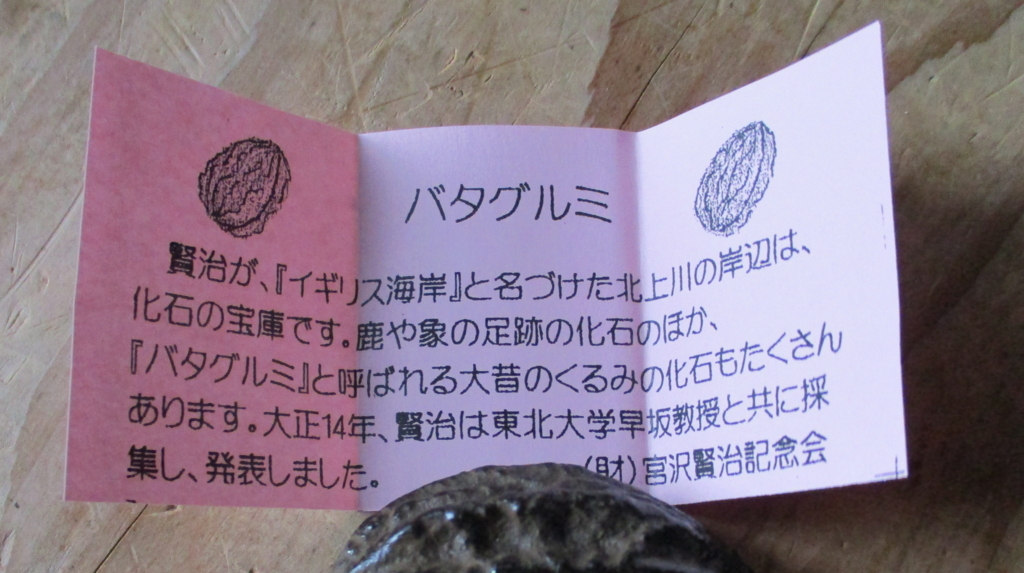 バタグルミ
賢治が、『イギリス海岸』と名づけた北上川の岸辺は、
化石の宝庫です。鹿や象の足跡の化石のほか、
『バタグルミ』と呼ばれる大昔のくるみの化石もたくさん
あります。大正14年、賢治は東北大学早坂教授と共に採
集し、発表しました。
(財)宮沢賢治記念会